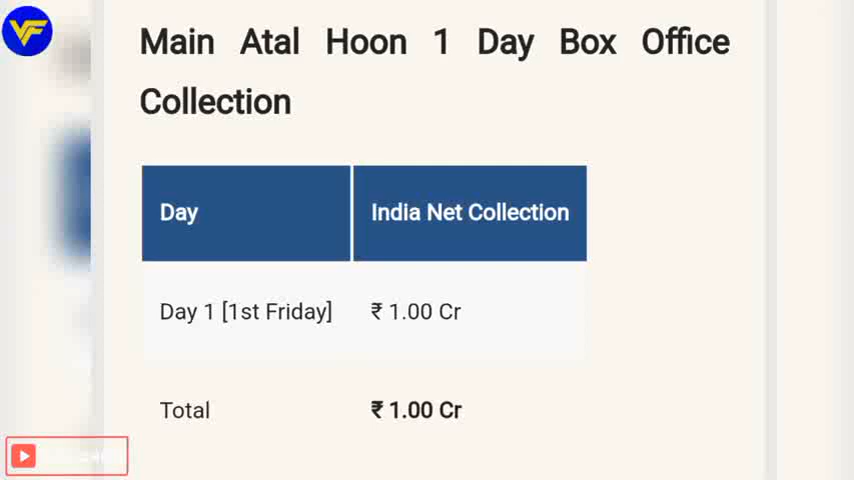 VF
Main Atal Hoon 1 Day Box Office
Collection
Day India Net Collection
Day 1 [1st Friday] ₹ 1.00 Cr
Total ₹ 1.00 Cr